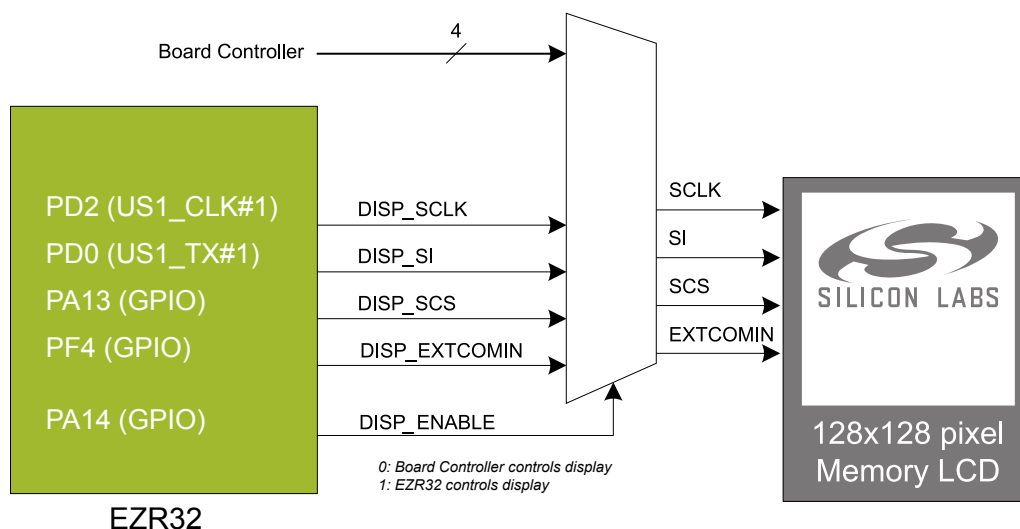 4
Board Controller
PD2 (US1_CLK#1)
PD0 (US1_TX#1)
PA13 (GPIO)
PF4 (GPIO)
PA14 (GPIO)
EZR32
DISP_SCLK
DISP_SI
DISP_SCS
DISP_EXTCOMIN
DISP_ENABLE
0: Board Controller controls display
1: EZR32 controls display
SCLK
SI
SCS
EXTCOMIN
SILICON LABS
128x128 pixel
Memory LCD